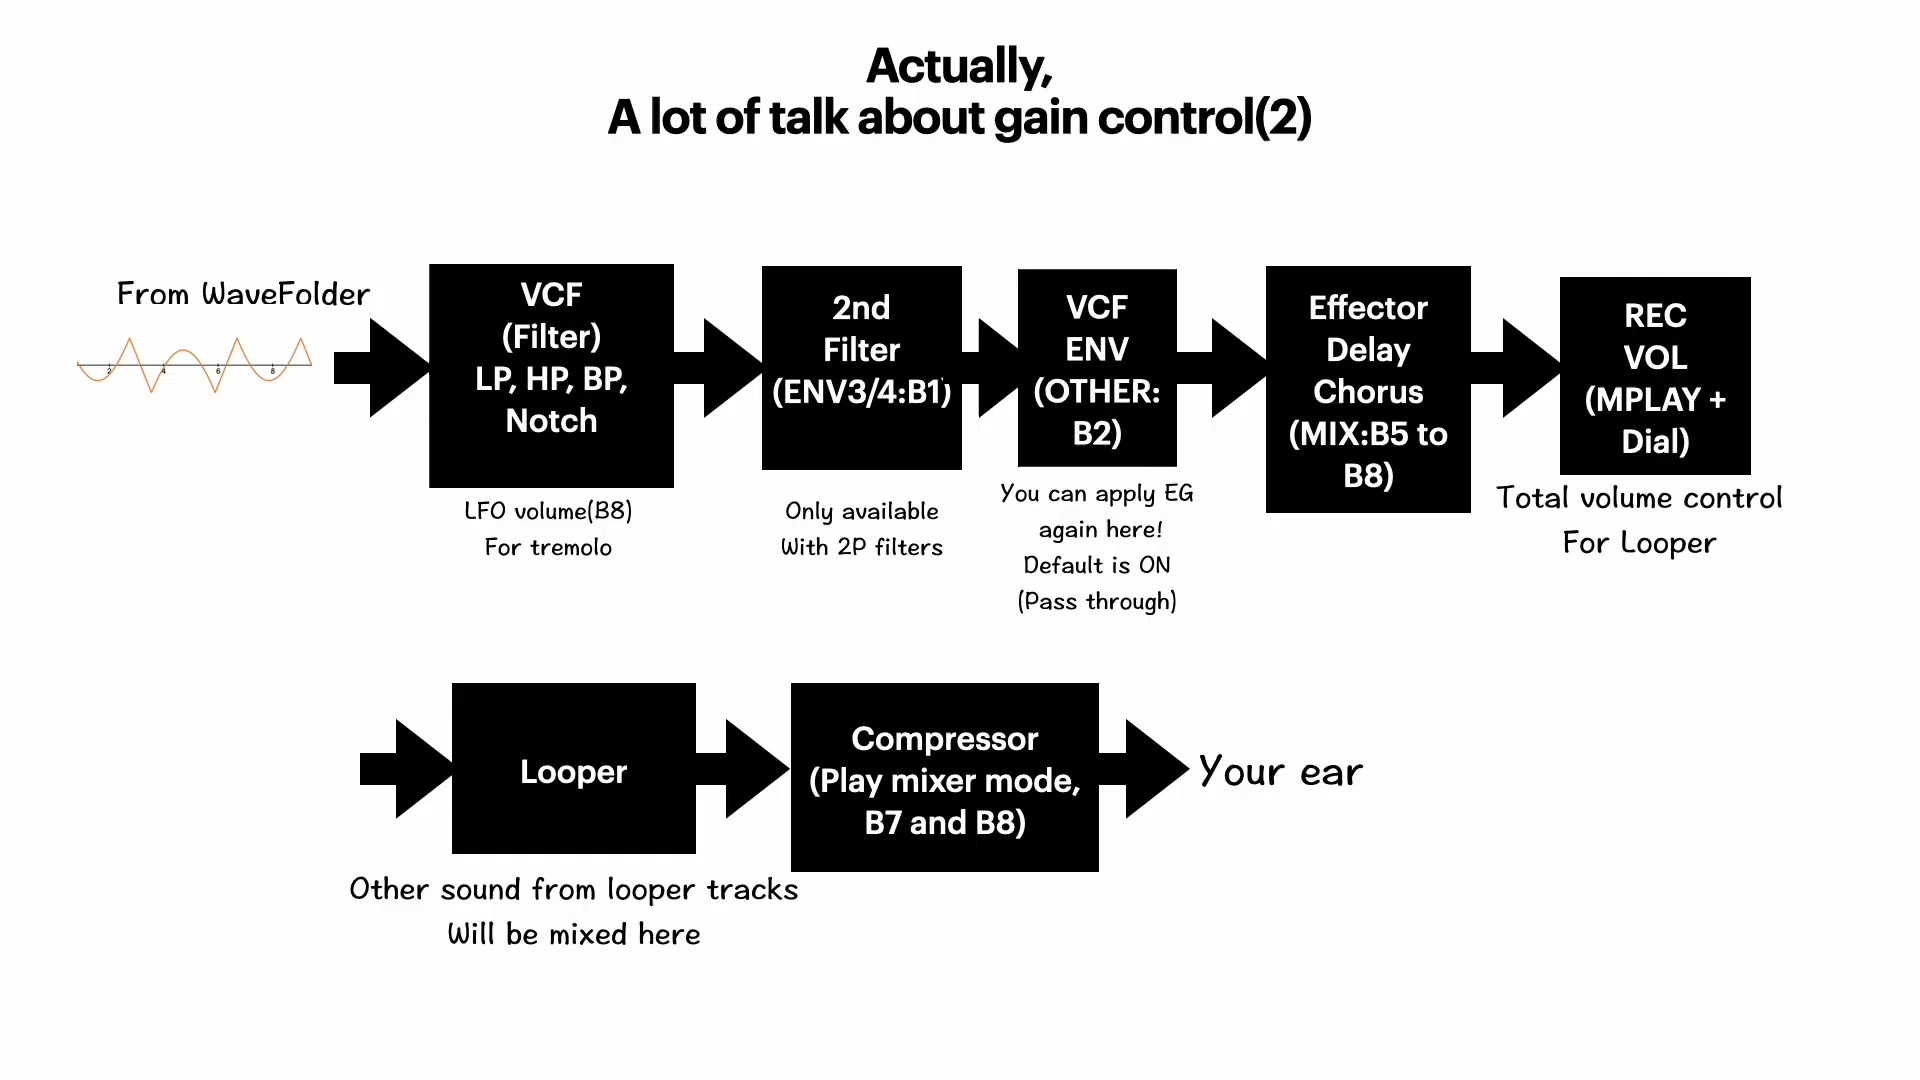 Actually,
A lot of talk about gain control(2)
From WaveFolder
2 4 6 8
VCF
(Filter)
LP, HP, BP,
Notch
LFO volume(B8)
For tremolo
2nd
Filter
(ENV3/4:B1)
Only available
With 2P filters
VCF
ENV
(OTHER:
B2)
You can apply EG
again here!
Default is ON
(Pass through)
Effector
Delay
Chorus
(MIX:B5 to
B8)
REC
VOL
(MPLAY +
Dial)
Total volume control
For Looper
Looper
Other sound from looper tracks
Will be mixed here
Compressor
(Play mixer mode,
B7 and B8)
Your ear